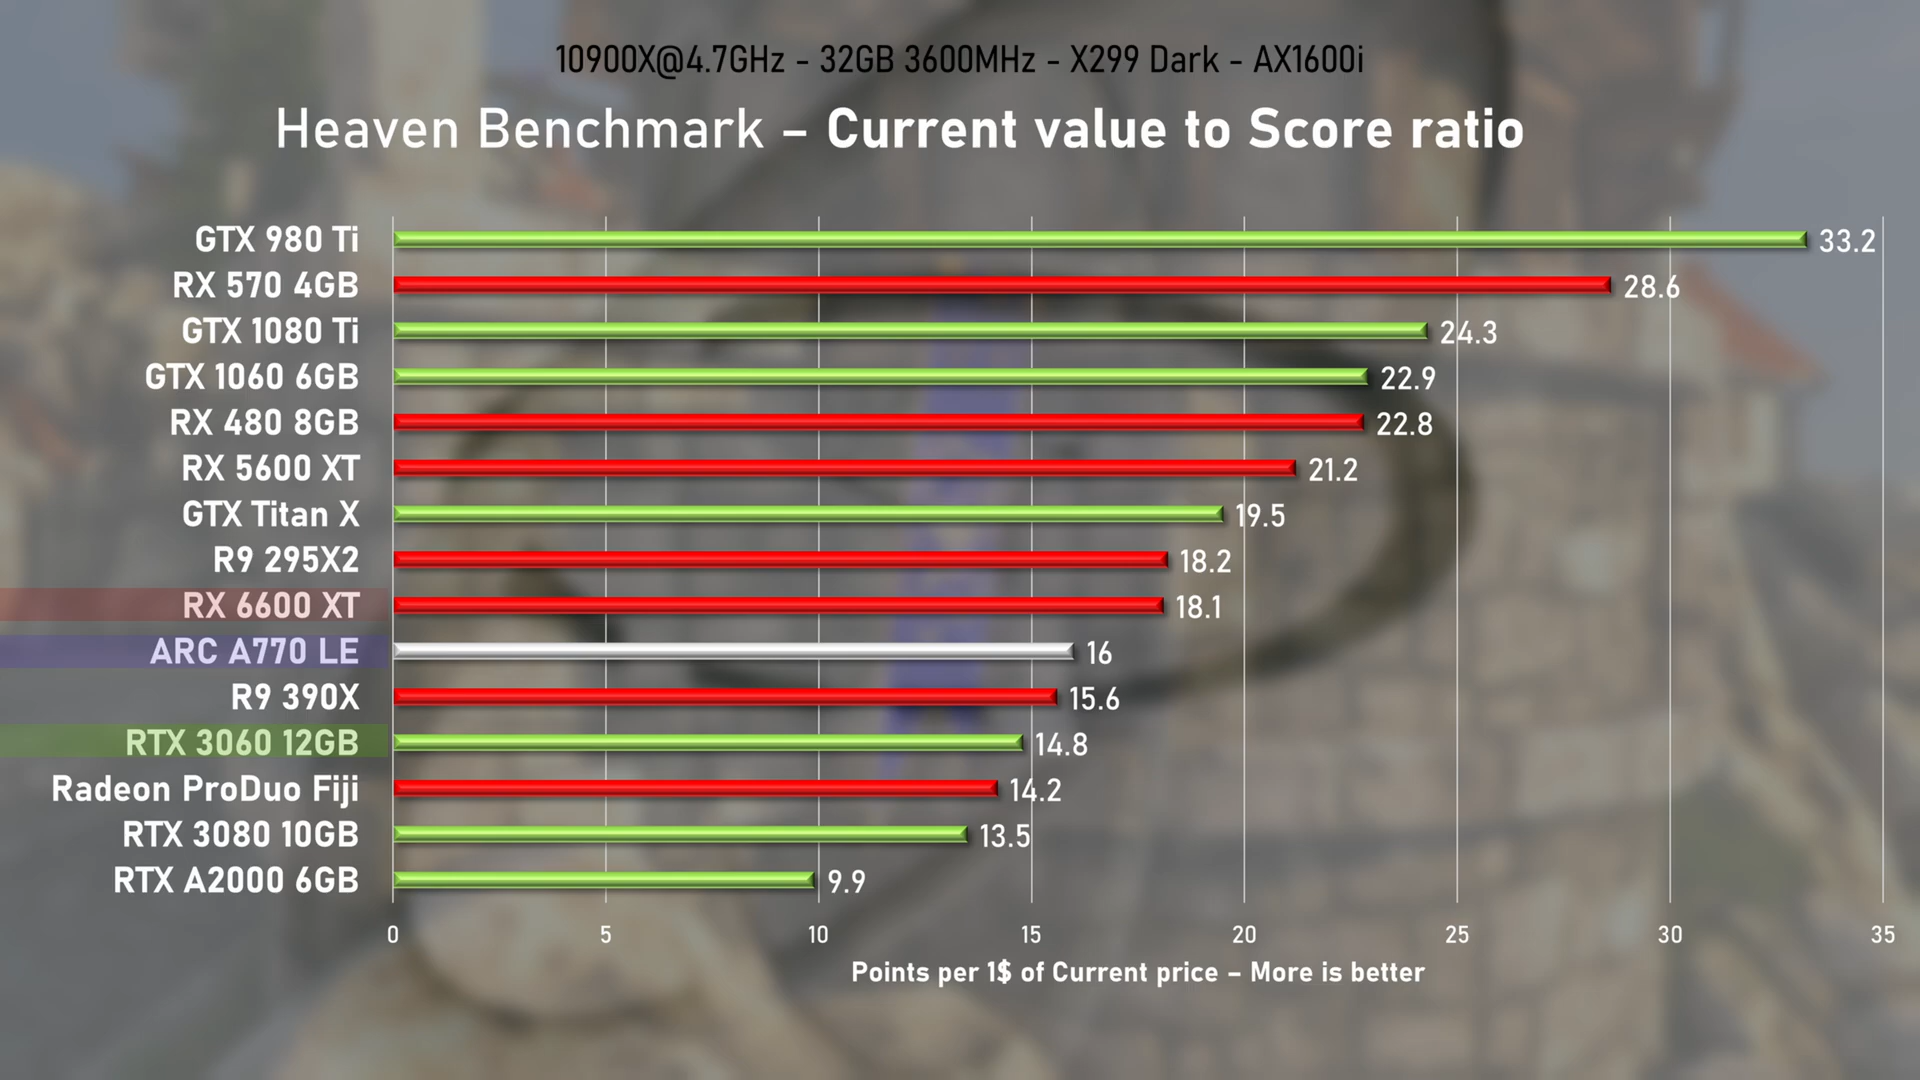 10900X@4.7GHz - 32GB 3600MHz - X299 Dark - AX1600i
Heaven Benchmark – Current value to Score ratio
GTX 980 Ti 33.2
RX 570 4GB 28.6
GTX 1080 Ti 24.3
GTX 1060 6GB 22.9
RX 480 8GB 22.8
RX 5600 XT 21.2
GTX Titan X 19.5
R9 295X2 18.2
RX 6600 XT 18.1
ARC A770 LE 16
R9 390X 15.6
RTX 3060 12GB 14.8
Radeon ProDuo Fiji 14.2
RTX 3080 10GB 13.5
RTX A2000 6GB 9.9
0 5 10 15 20 25 30 35
Points per 1$ of Current price – More is better